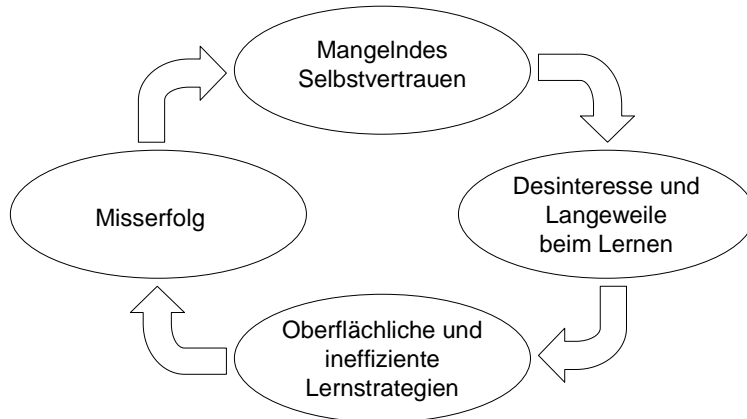 Mangelndes
Selbstvertrauen
Desinteresse und
Langeweile
beim Lernen
Oberflächliche und
ineffiziente
Lernstrategien
Misserfolg